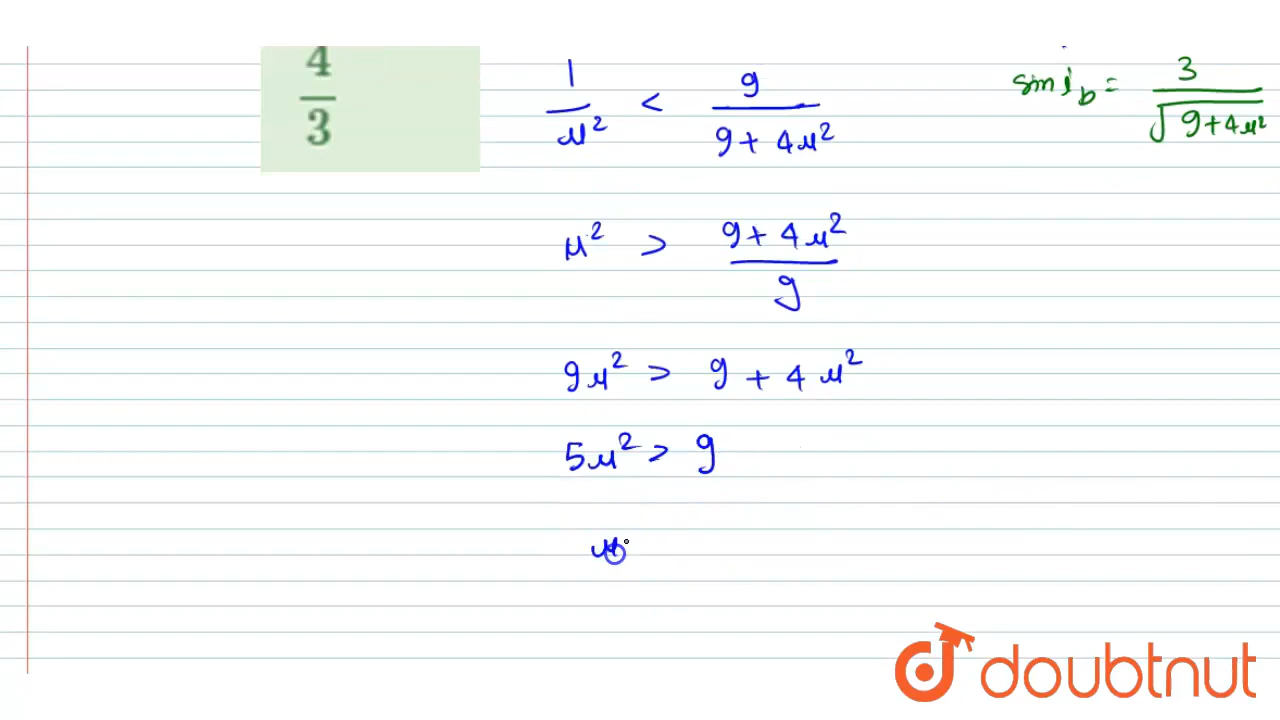 4/3
1/μ² < 9/(9+4μ²)
sin i_b = 3/√(9+4μ²)
μ² > (9+4μ²)/9
9μ² > 9+4μ²
5μ² > 9
μ
doubtnut